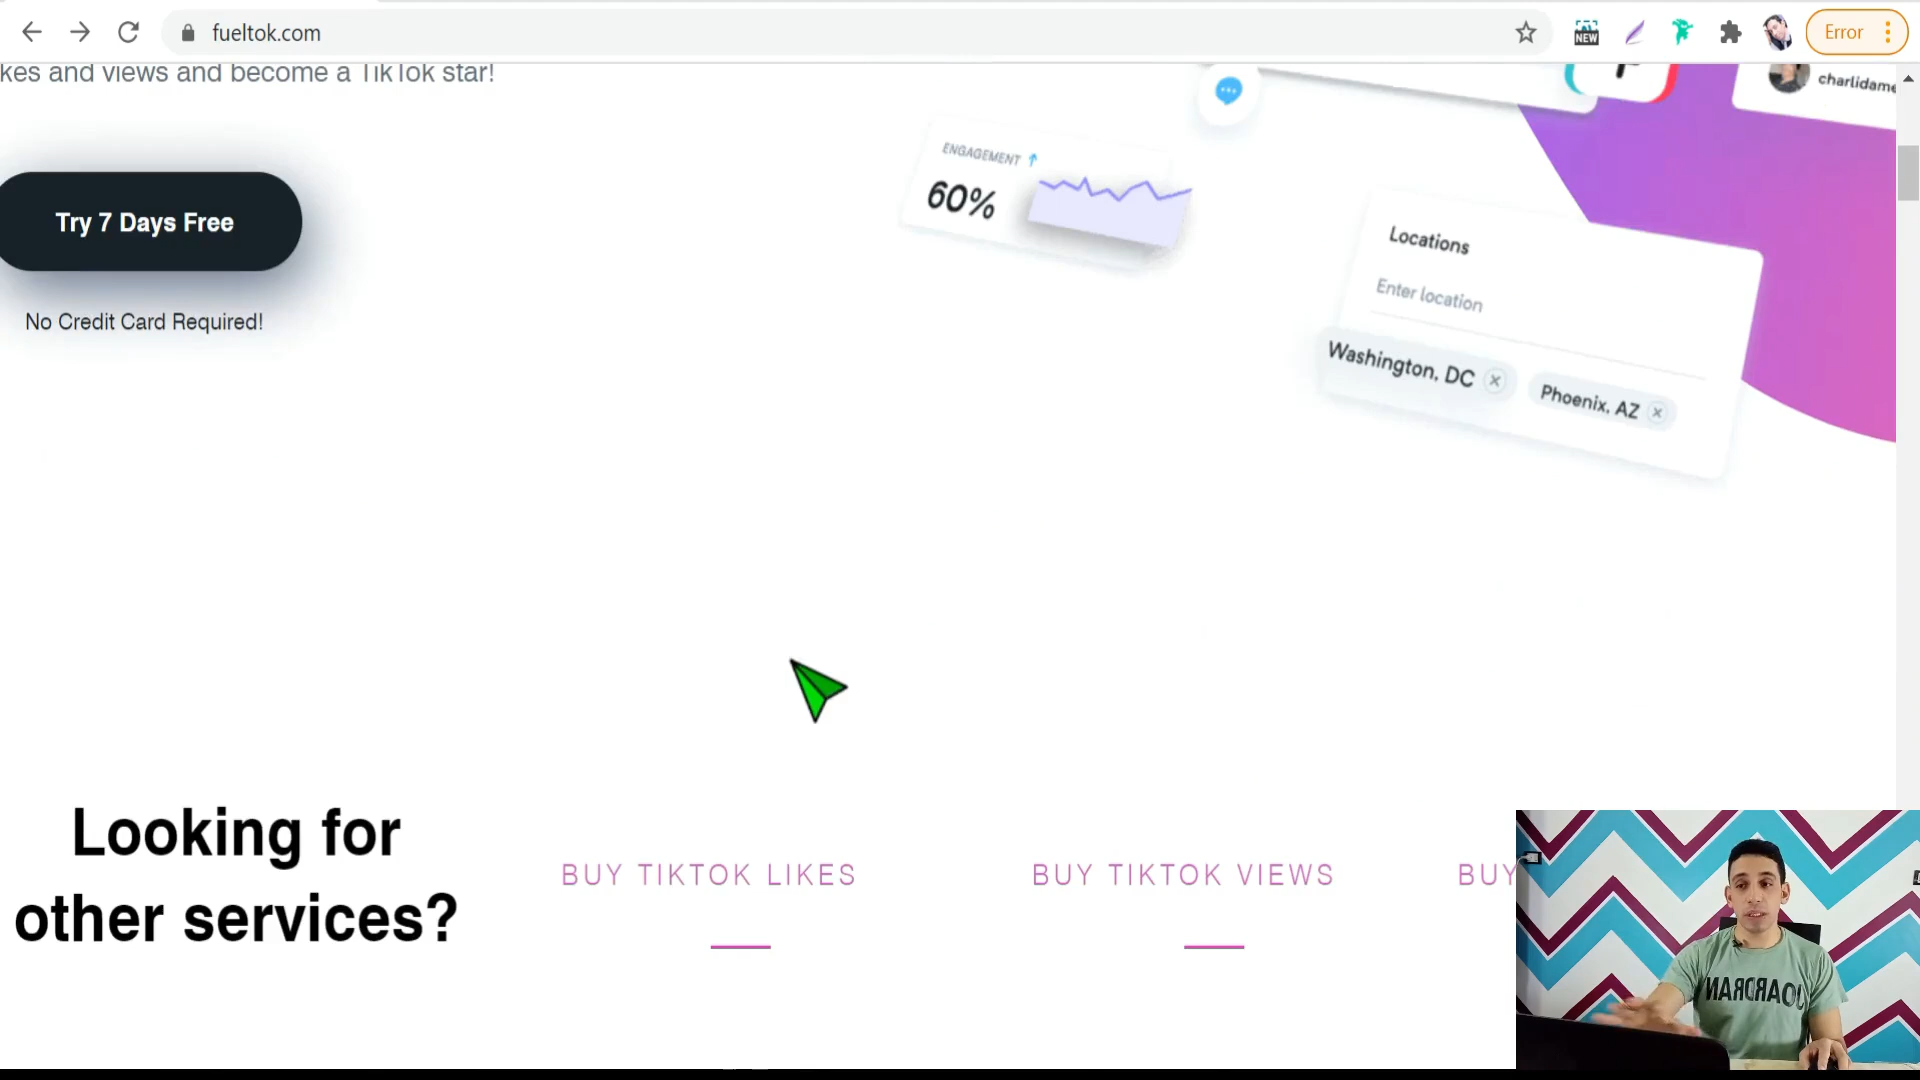 fueltok.com
NEW
Error
kes and views and become a TikTok star!
charlidame
ENGAGEMENT
60%
Try 7 Days Free
Locations
Enter location
No Credit Card Required!
Washington, DC
Phoenix, AZ
Looking for
other services?
BUY TIKTOK LIKES
BUY TIKTOK VIEWS
BUY